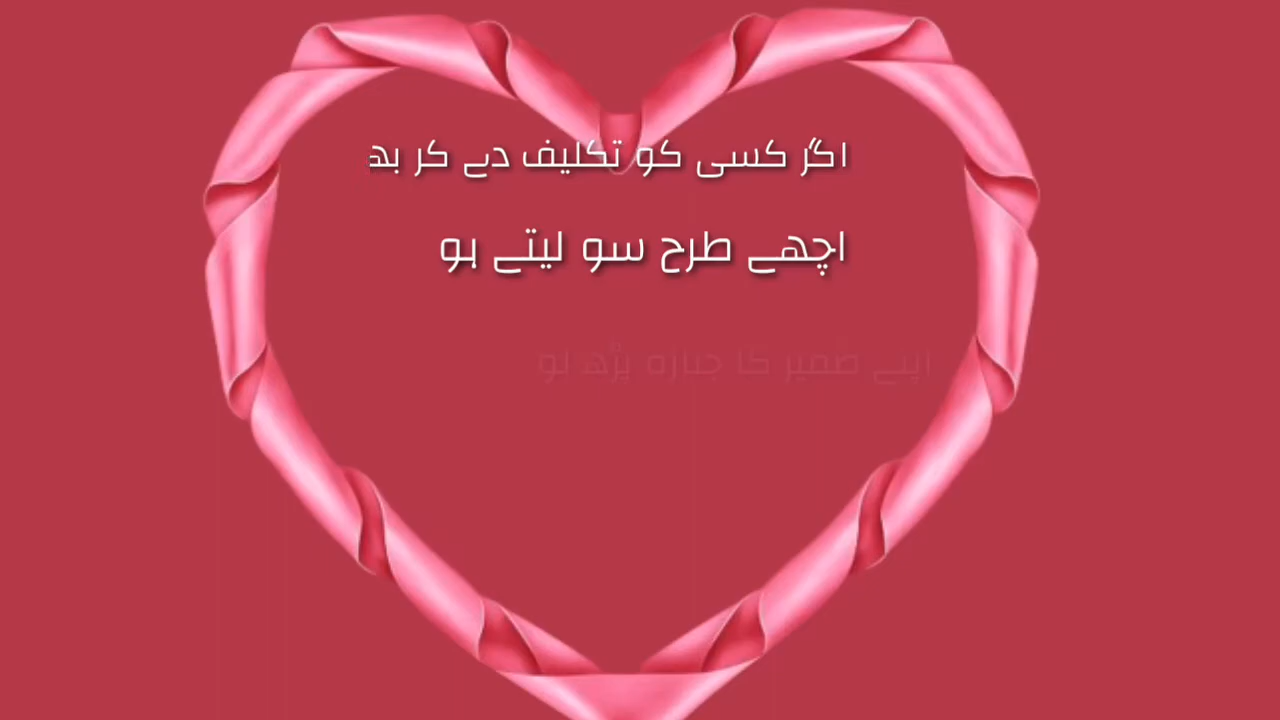 اگر کسی کو تکلیف دے کر بھ
اچھے طرح سو لیتے ہو
اپنے ضمیر کا جنازہ پڑھ لو